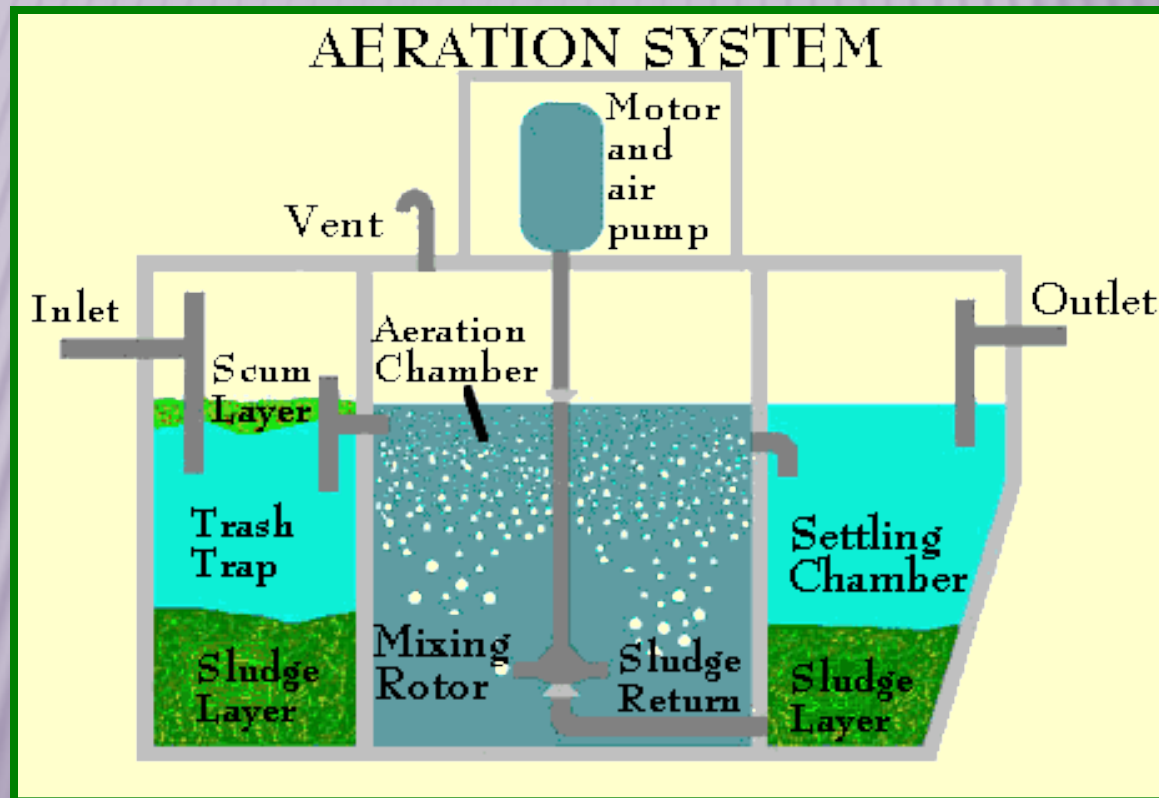 AERATION SYSTEM
Motor
and
air
pump
Vent
Inlet
Outlet
Aeration
Chamber
Scum
Layer
Trash
Trap
Settling
Chamber
Mixing
Rotor
Sludge
Return
Sludge
Layer
Sludge
Layer